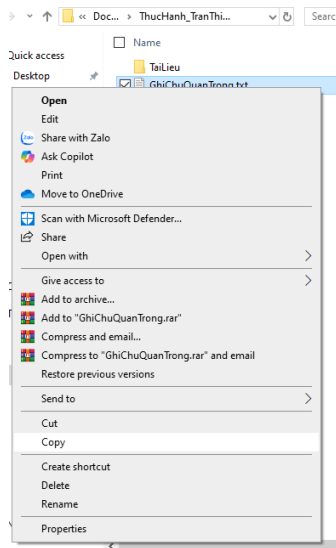 « Doc... > ThucHanh_TranThi...
Sear
Quick access
Name
Desktop
TaiLieu
GhiChuQuanTrong.txt
Open
Edit
Zalo
Share with Zalo
Ask Copilot
Print
Move to OneDrive
Scan with Microsoft Defender...
Share
Open with
Give access to
Add to archive...
Add to "GhiChuQuanTrong.rar"
Compress and email...
Compress to "GhiChuQuanTrong.rar" and email
Restore previous versions
Send to
Cut
Copy
Create shortcut
Delete
Rename
Properties